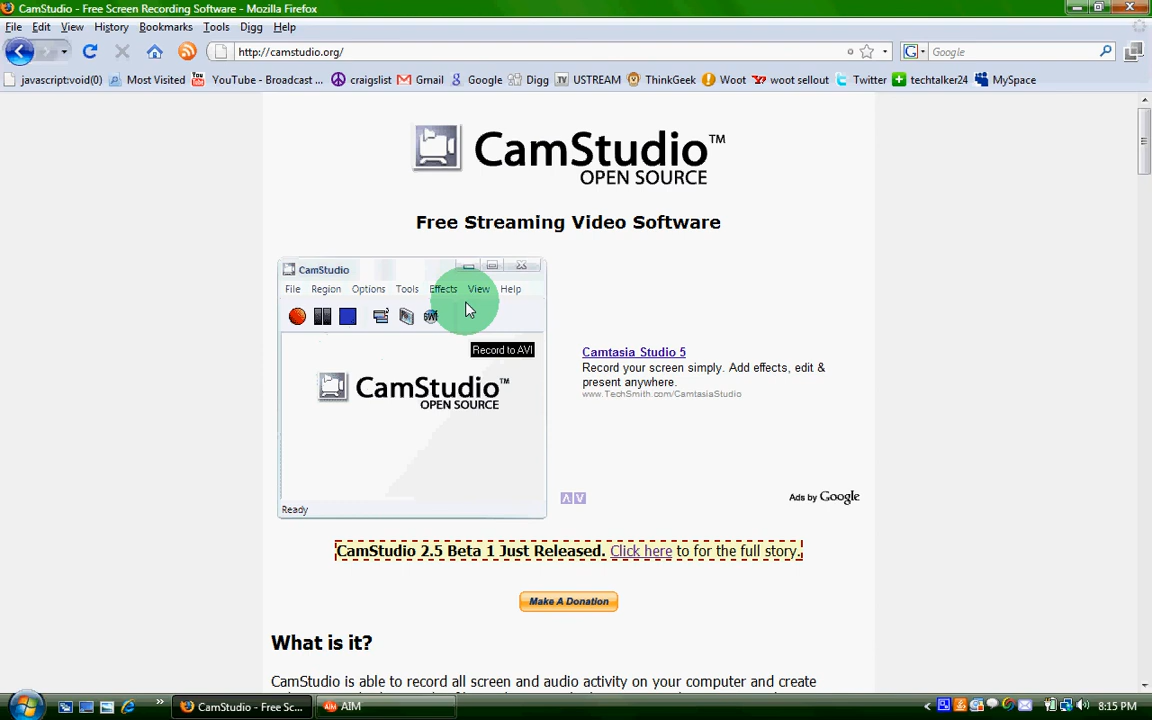 CamStudio - Free Screen Recording Software - Mozilla Firefox
File Edit View History Bookmarks Tools Digg Help
http://camstudio.org/
Google
javascript:void(0) Most Visited YouTube - Broadcast ... craigslist Gmail Google Digg USTREAM ThinkGeek Woot woot sellout Twitter techtalker24 MySpace
CamStudio™
OPEN SOURCE
Free Streaming Video Software
CamStudio
File Region Options Tools Effects View Help
Record to AVI
CamStudio™
OPEN SOURCE
Ready
Camtasia Studio 5
Record your screen simply. Add effects, edit &
present anywhere.
www.TechSmith.com/CamtasiaStudio
Ads by Google
CamStudio 2.5 Beta 1 Just Released. Click here to for the full story.
Make A Donation
What is it?
CamStudio is able to record all screen and audio activity on your computer and create
CamStudio - Free Sc...
AIM
8:15 PM